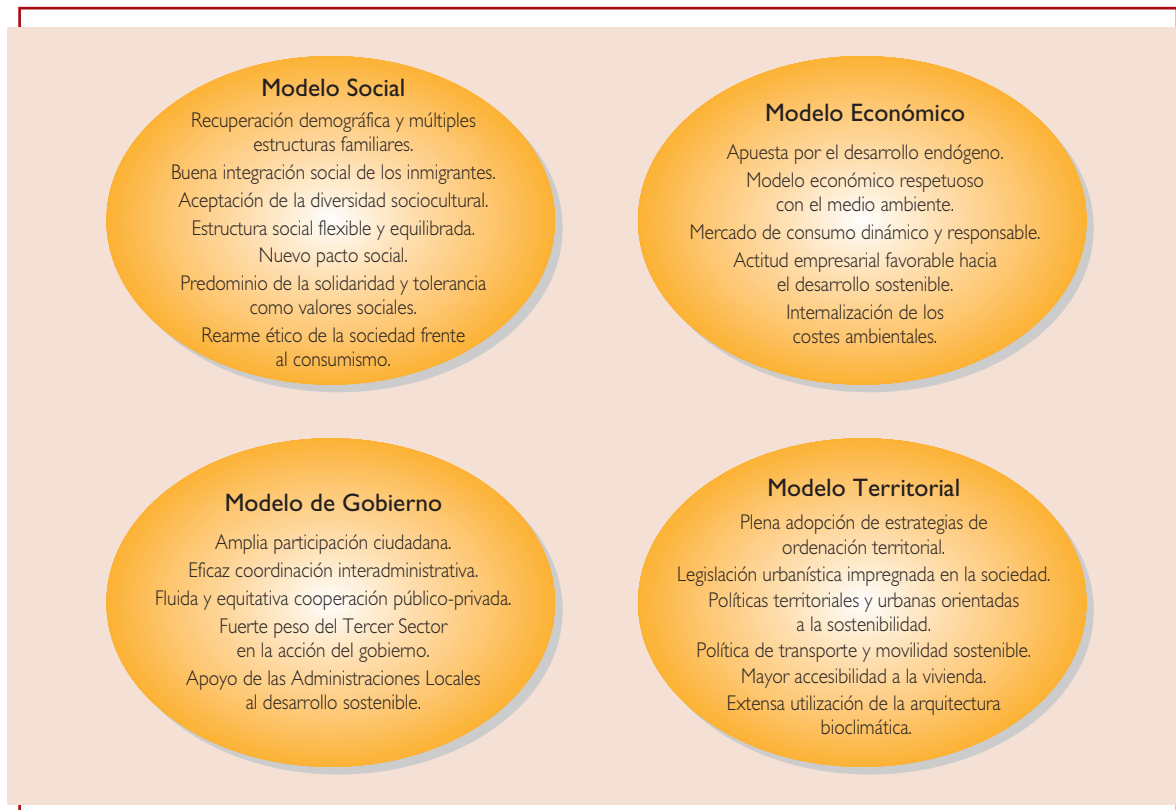 Modelo Social
Recuperación demográfica y múltiples
estructuras familiares.
Buena integración social de los inmigrantes.
Aceptación de la diversidad sociocultural.
Estructura social flexible y equilibrada.
Nuevo pacto social.
Predominio de la solidaridad y tolerancia
como valores sociales.
Rearme ético de la sociedad frente
al consumismo.
Modelo Económico
Apuesta por el desarrollo endógeno.
Modelo económico respetuoso
con el medio ambiente.
Mercado de consumo dinámico y responsable.
Actitud empresarial favorable hacia
el desarrollo sostenible.
Internalización de los
costes ambientales.
Modelo de Gobierno
Amplia participación ciudadana.
Eficaz coordinación interadministrativa.
Fluida y equitativa cooperación público-privada.
Fuerte peso del Tercer Sector
en la acción del gobierno.
Apoyo de las Administraciones Locales
al desarrollo sostenible.
Modelo Territorial
Plena adopción de estrategias de
ordenación territorial.
Legislación urbanística impregnada en la sociedad.
Políticas territoriales y urbanas orientadas
a la sostenibilidad.
Política de transporte y movilidad sostenible.
Mayor accesibilidad a la vivienda.
Extensa utilización de la arquitectura
bioclimática.